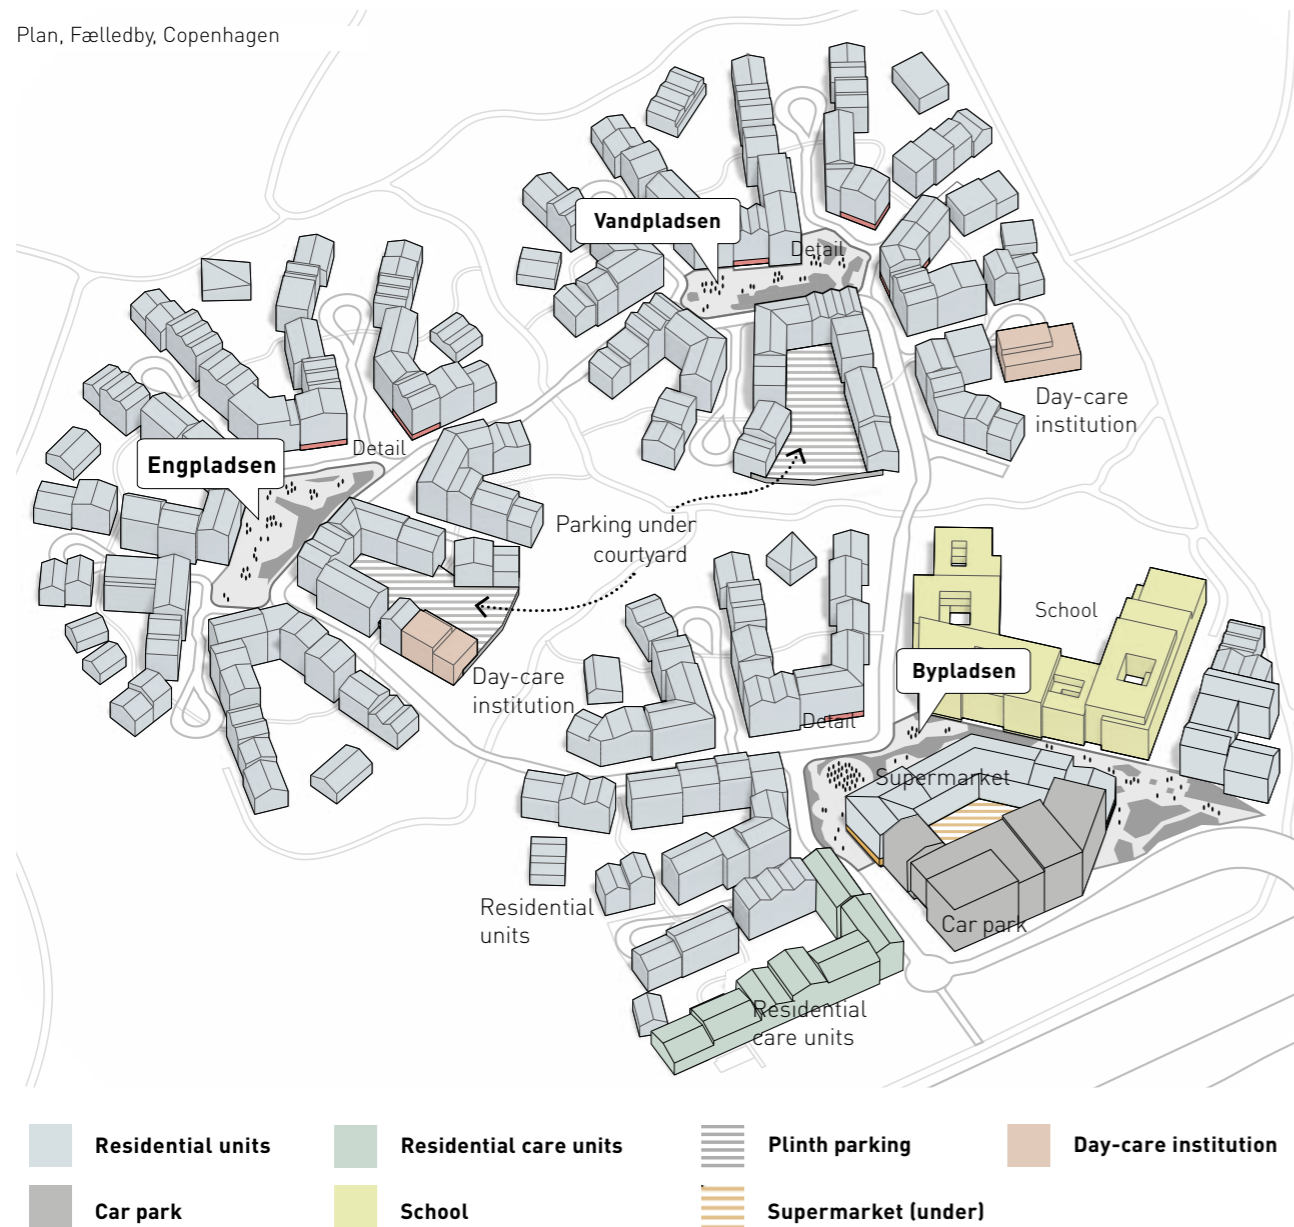 Plan, Fælledby, Copenhagen
Vandpladsen
Detail
Day-care
institution
Engpladsen
Detail
Parking under
courtyard
School
Day-care
institution
Bypladsen
Detail
Supermarket
Residential
units
Car park
Residential
care units
Residential units
Residential care units
Plinth parking
Day-care institution
Car park
School
Supermarket (under)